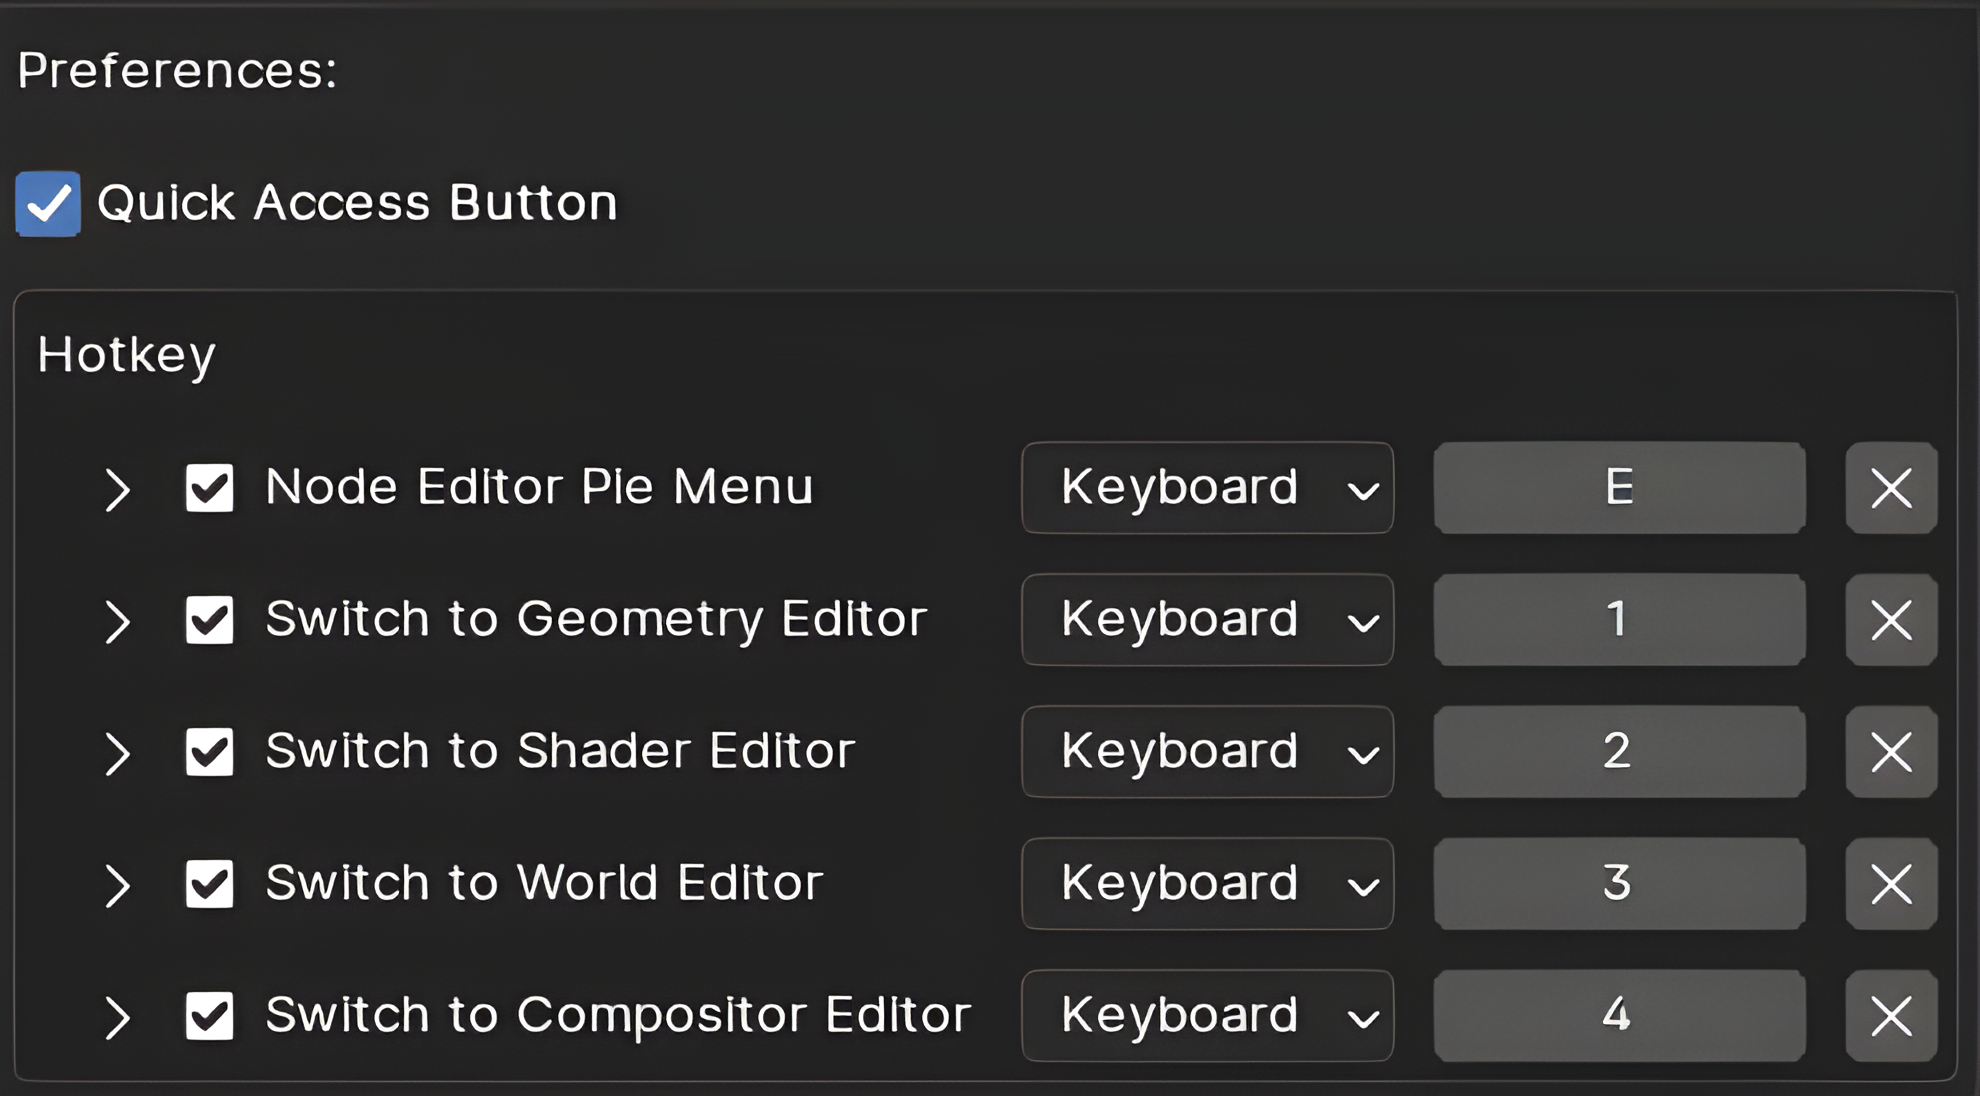 Preferences:
Quick Access Button
Hotkey
Node Editor Pie Menu Keyboard E
Switch to Geometry Editor Keyboard 1
Switch to Shader Editor Keyboard 2
Switch to World Editor Keyboard 3
Switch to Compositor Editor Keyboard 4